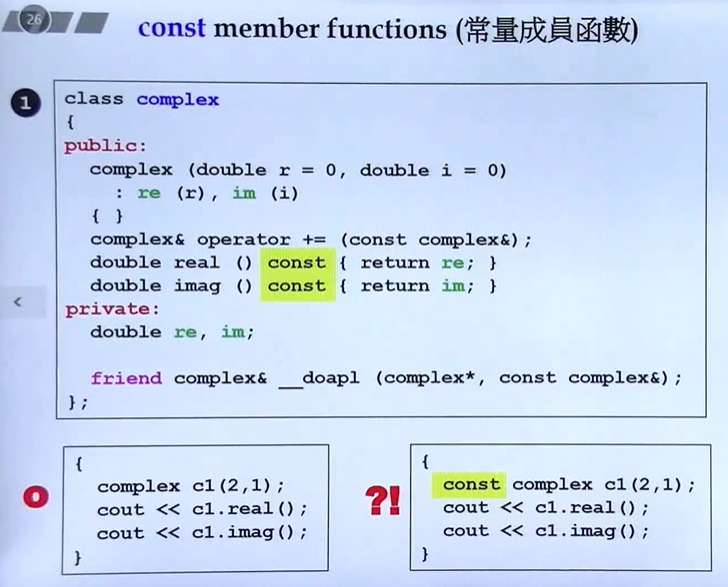 26
const member functions (常量成員函數)
1
class complex
{
public:
complex (double r = 0, double i = 0)
: re (r), im (i)
{ }
complex& operator += (const complex&);
double real () const { return re; }
double imag () const { return im; }
private:
double re, im;
friend complex& __doapl (complex*, const complex&);
};
O
{
complex c1(2,1);
cout << c1.real();
cout << c1.imag();
}
?!
{
const complex c1(2,1);
cout << c1.real();
cout << c1.imag();
}